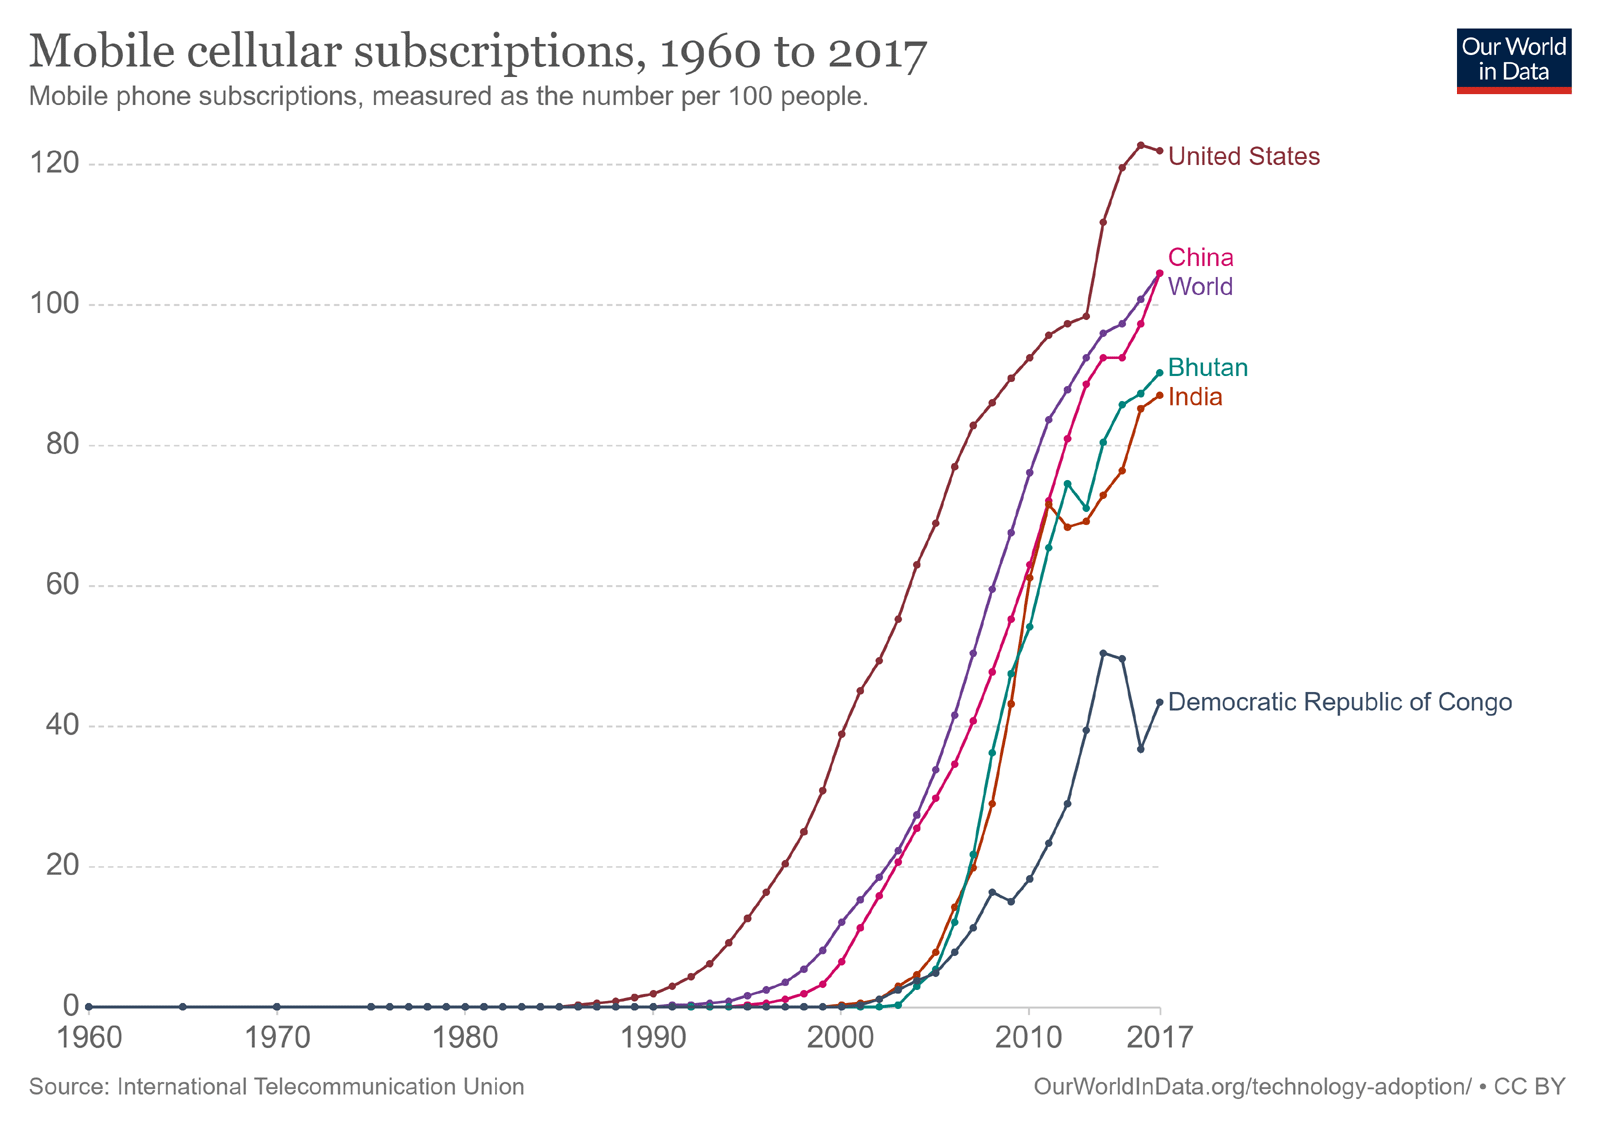 Mobile cellular subscriptions, 1960 to 2017
Mobile phone subscriptions, measured as the number per 100 people.
Our World
in Data
120
100
80
60
40
20
0
United States
China
World
Bhutan
India
Democratic Republic of Congo
1960 1970 1980 1990 2000 2010 2017
Source: International Telecommunication Union
OurWorldInData.org/technology-adoption/ • CC BY